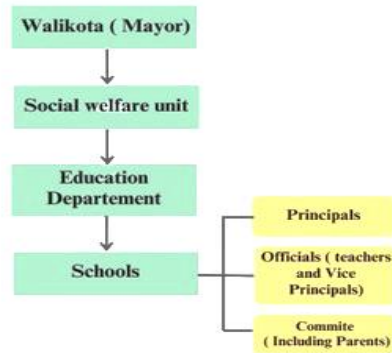 Walikota ( Mayor)
Social welfare unit
Education
Departement
Schools
Principals
Officials ( teachers
and Vice
Principals)
Commite
( Including Parents)